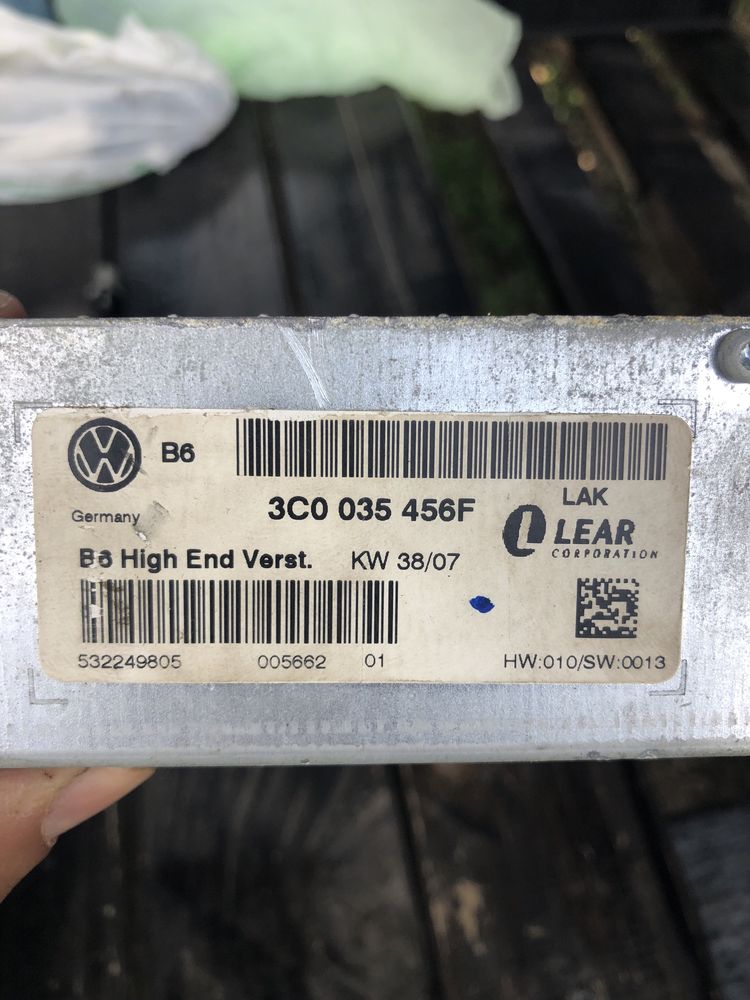 B6
Germany
3C0 035 456F
LAK
LEAR
CORPORATION
B6 High End Verst. KW 38/07
532249805 005662 01
HW:010/SW:0013